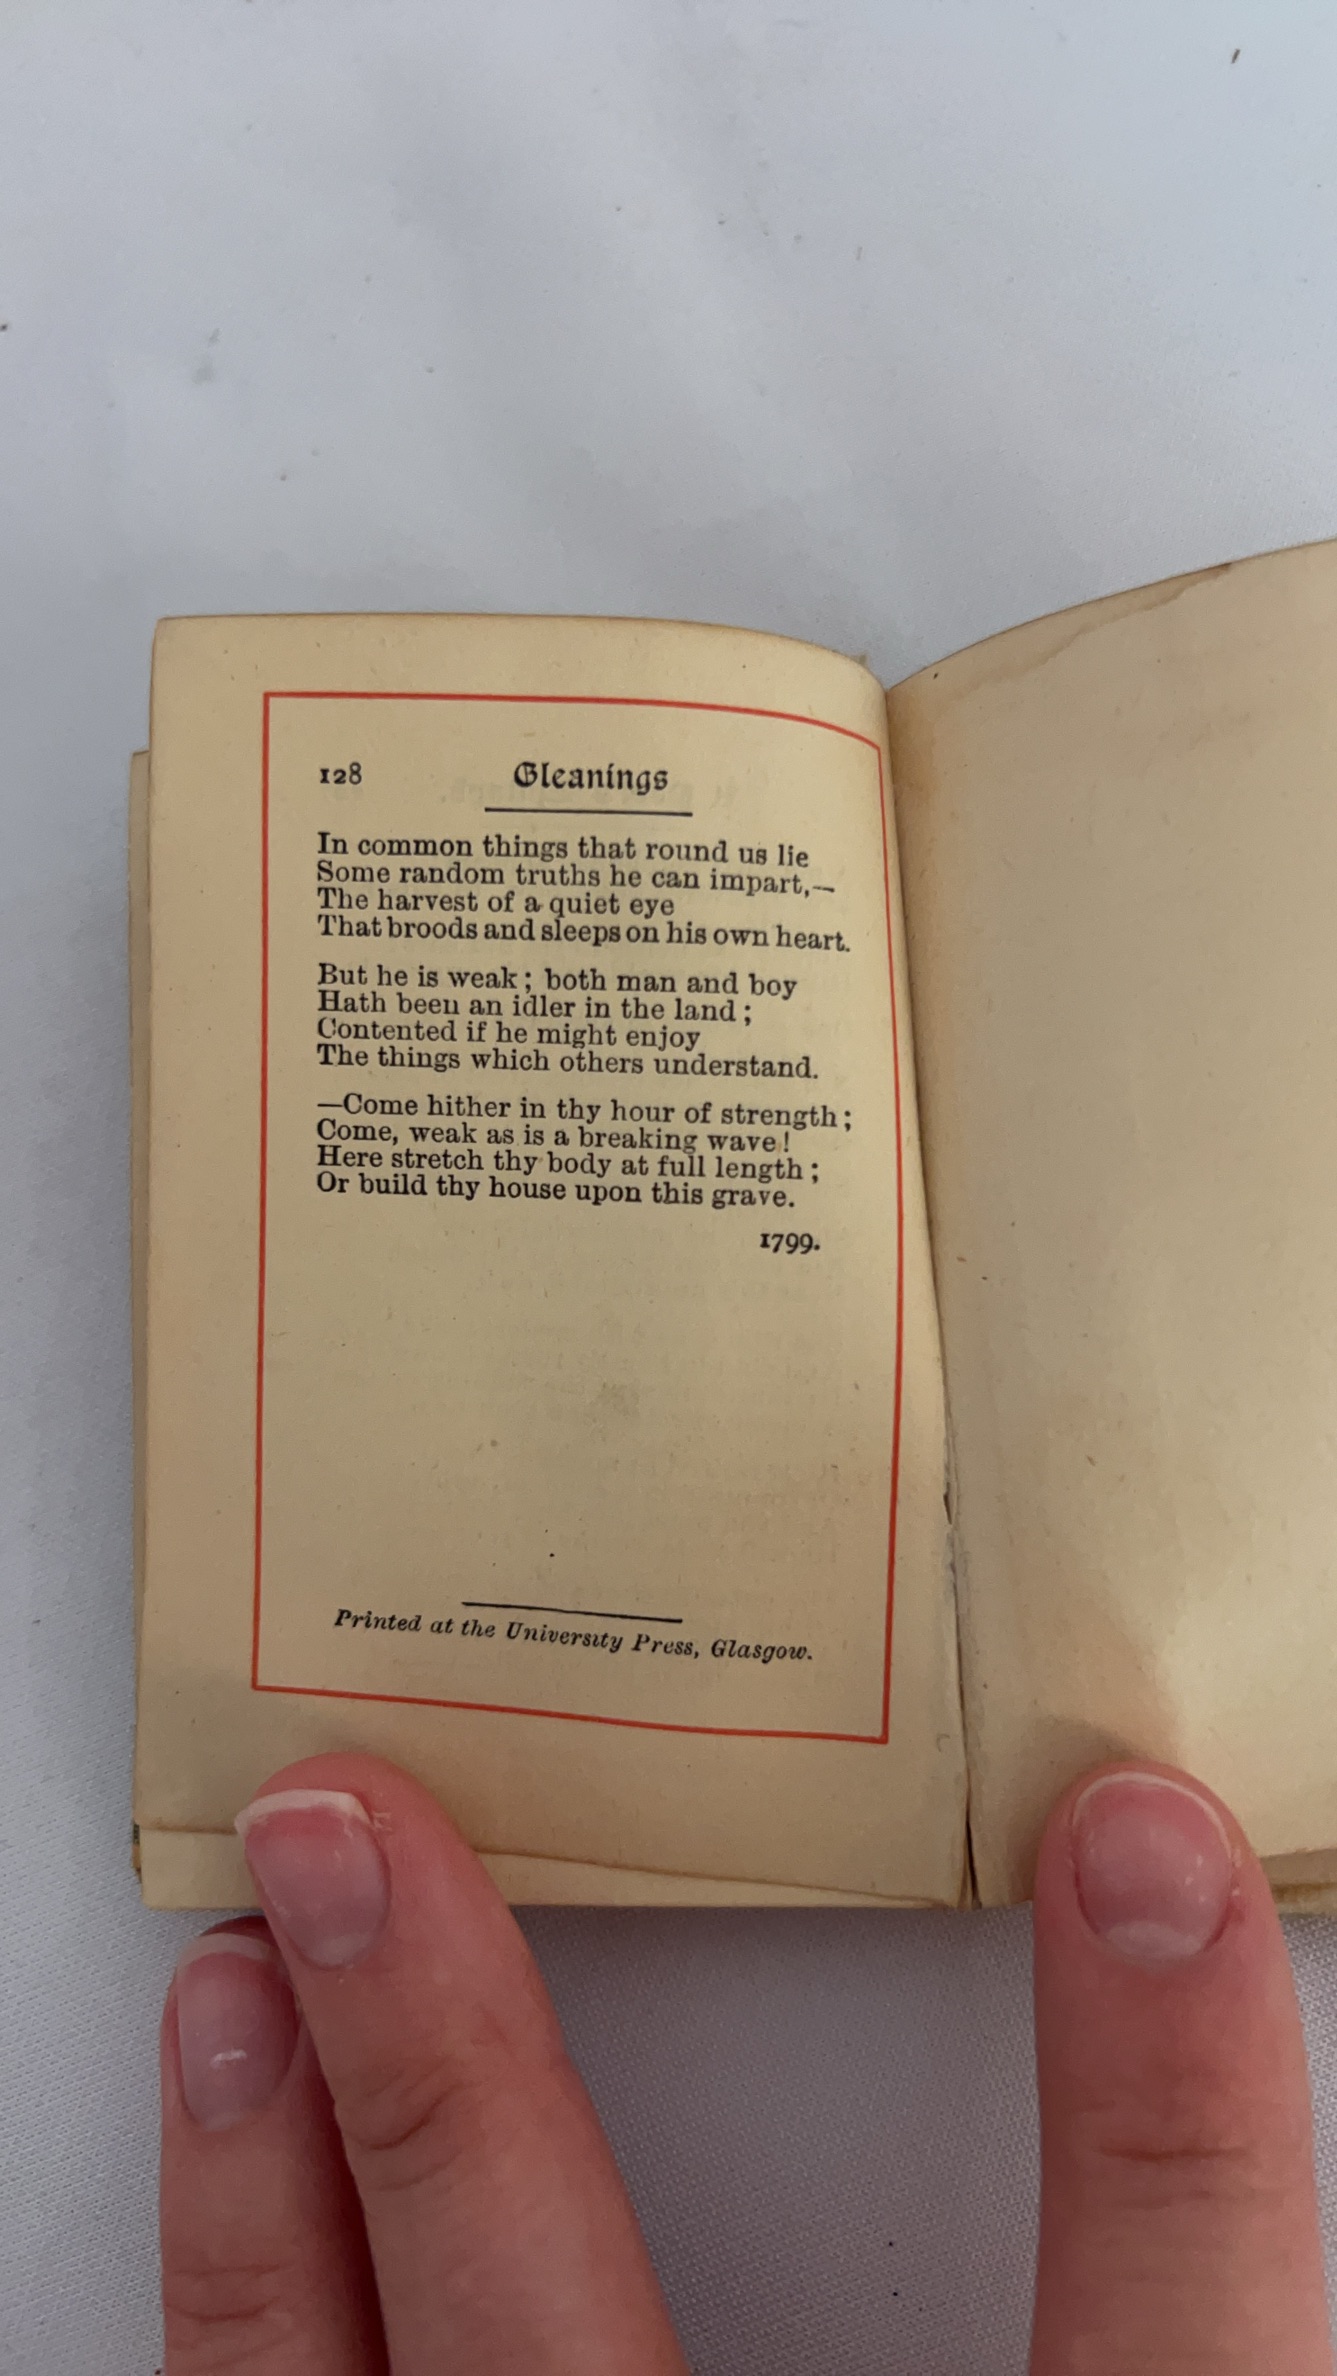 128 Gleanings
In common things that round us lie
Some random truths he can impart,—
The harvest of a quiet eye
That broods and sleeps on his own heart.
But he is weak; both man and boy
Hath been an idler in the land;
Contented if he might enjoy
The things which others understand.
—Come hither in thy hour of strength;
Come, weak as is a breaking wave!
Here stretch thy body at full length;
Or build thy house upon this grave.
1799.
Printed at the University Press, Glasgow.